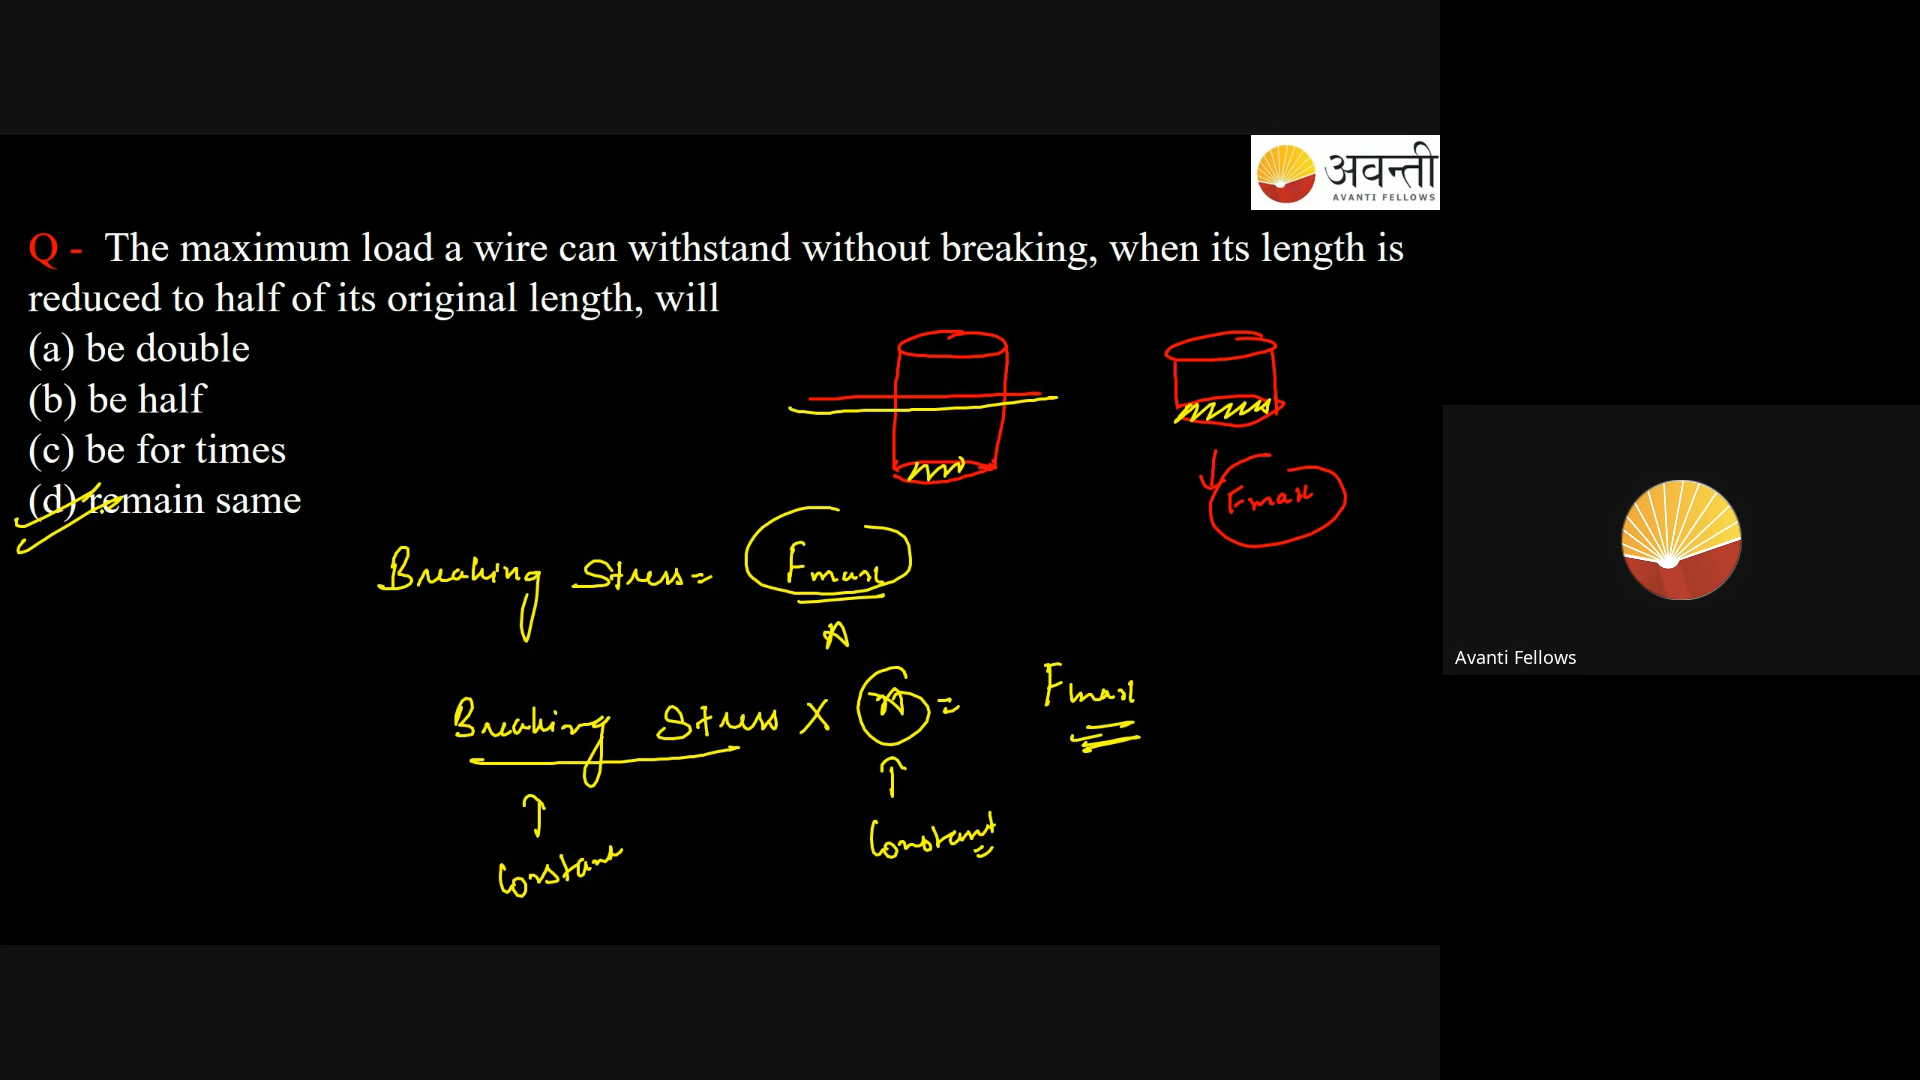 अवन्ती
AVANTI FELLOWS
Q - The maximum load a wire can withstand without breaking, when its length is
reduced to half of its original length, will
(a) be double
(b) be half
(c) be for times
(d) remain same
Fmax
Breaking Stress = Fmax
A
Breaking Stress X A = Fmax
Constant
Constant
Avanti Fellows